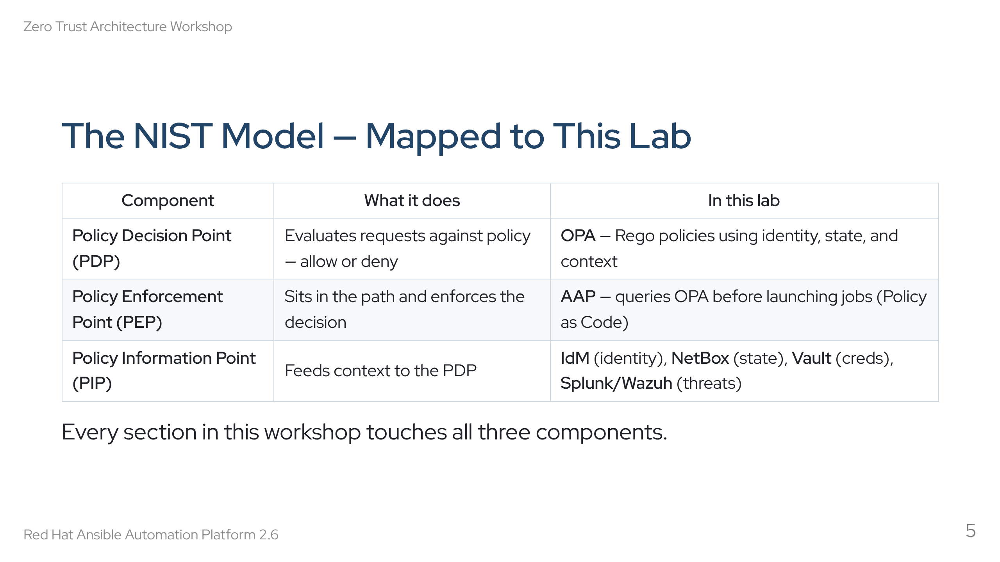 Zero Trust Architecture Workshop
The NIST Model — Mapped to This Lab
Component
What it does
In this lab
Policy Decision Point
(PDP)
Evaluates requests against policy
— allow or deny
OPA — Rego policies using identity, state, and
context
Policy Enforcement
Point (PEP)
Sits in the path and enforces the
decision
AAP — queries OPA before launching jobs (Policy
as Code)
Policy Information Point
(PIP)
Feeds context to the PDP
IdM (identity), NetBox (state), Vault (creds),
Splunk/Wazuh (threats)
Every section in this workshop touches all three components.
Red Hat Ansible Automation Platform 2.6
5